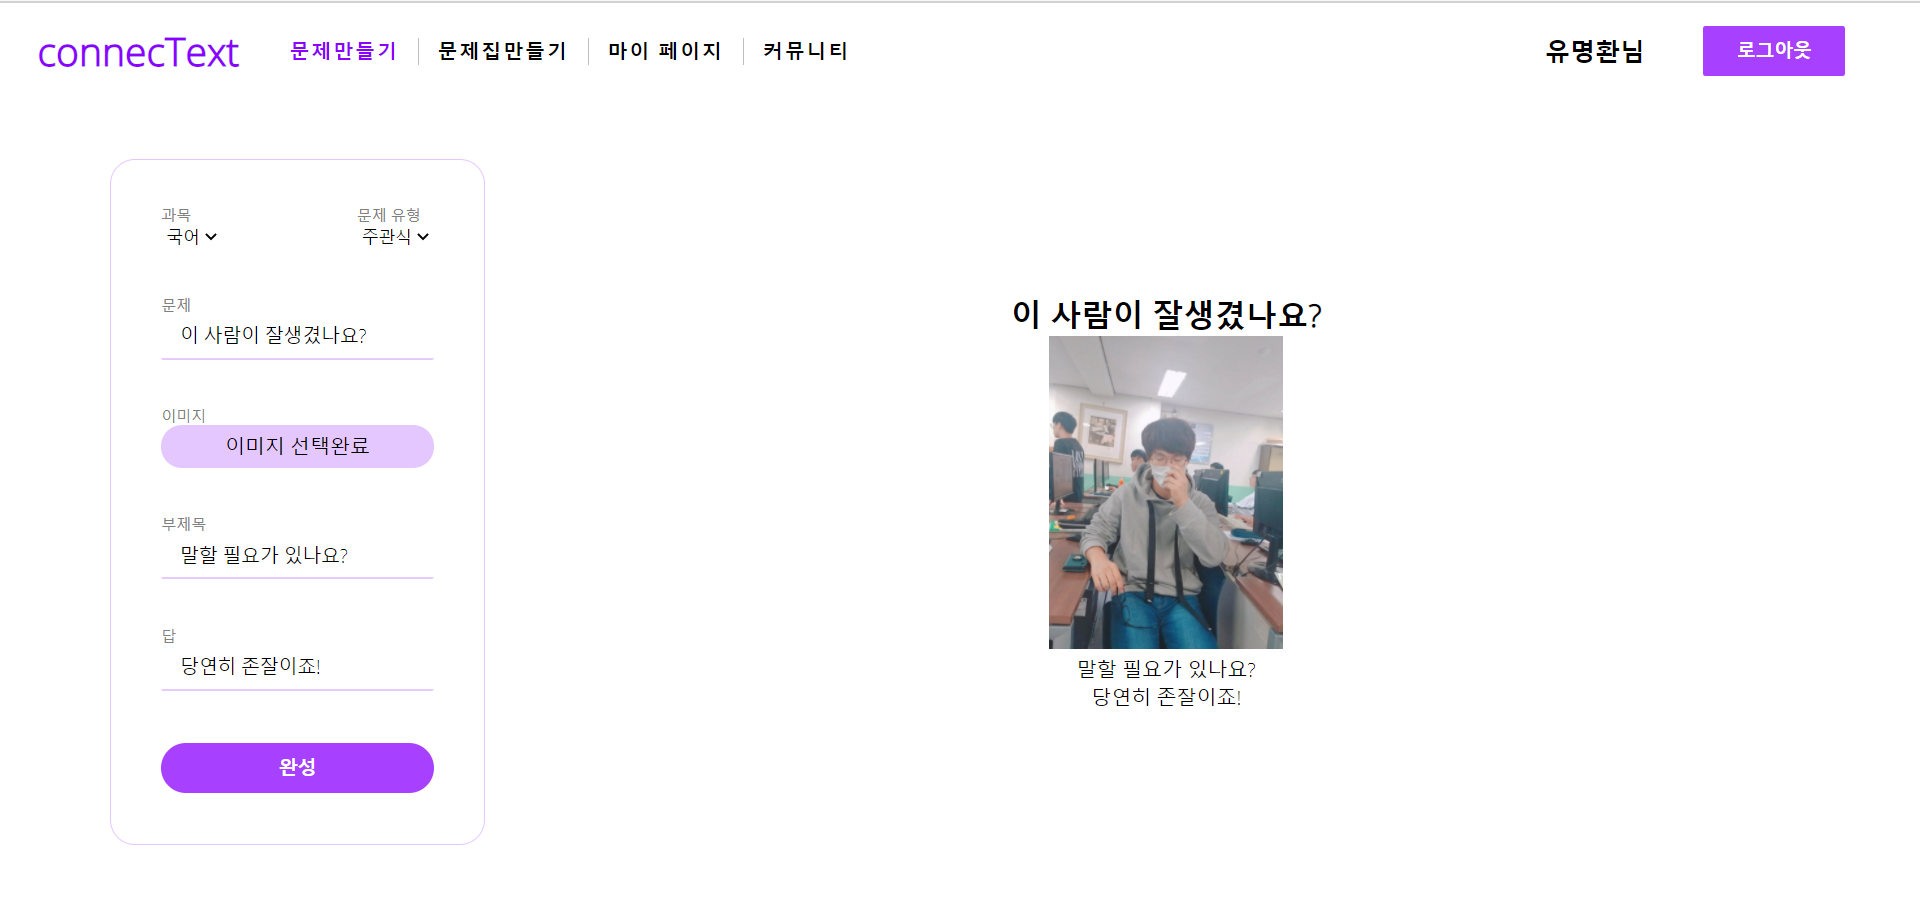 connecText
문제만들기
문제집만들기
마이 페이지
커뮤니티
유명환님
로그아웃
과목
문제 유형
국어
주관식
문제
이 사람이 잘생겼나요?
이미지
이미지 선택완료
부제목
말할 필요가 있나요?
답
당연히 존잘이죠!
완성
이 사람이 잘생겼나요?
말할 필요가 있나요?
당연히 존잘이죠!